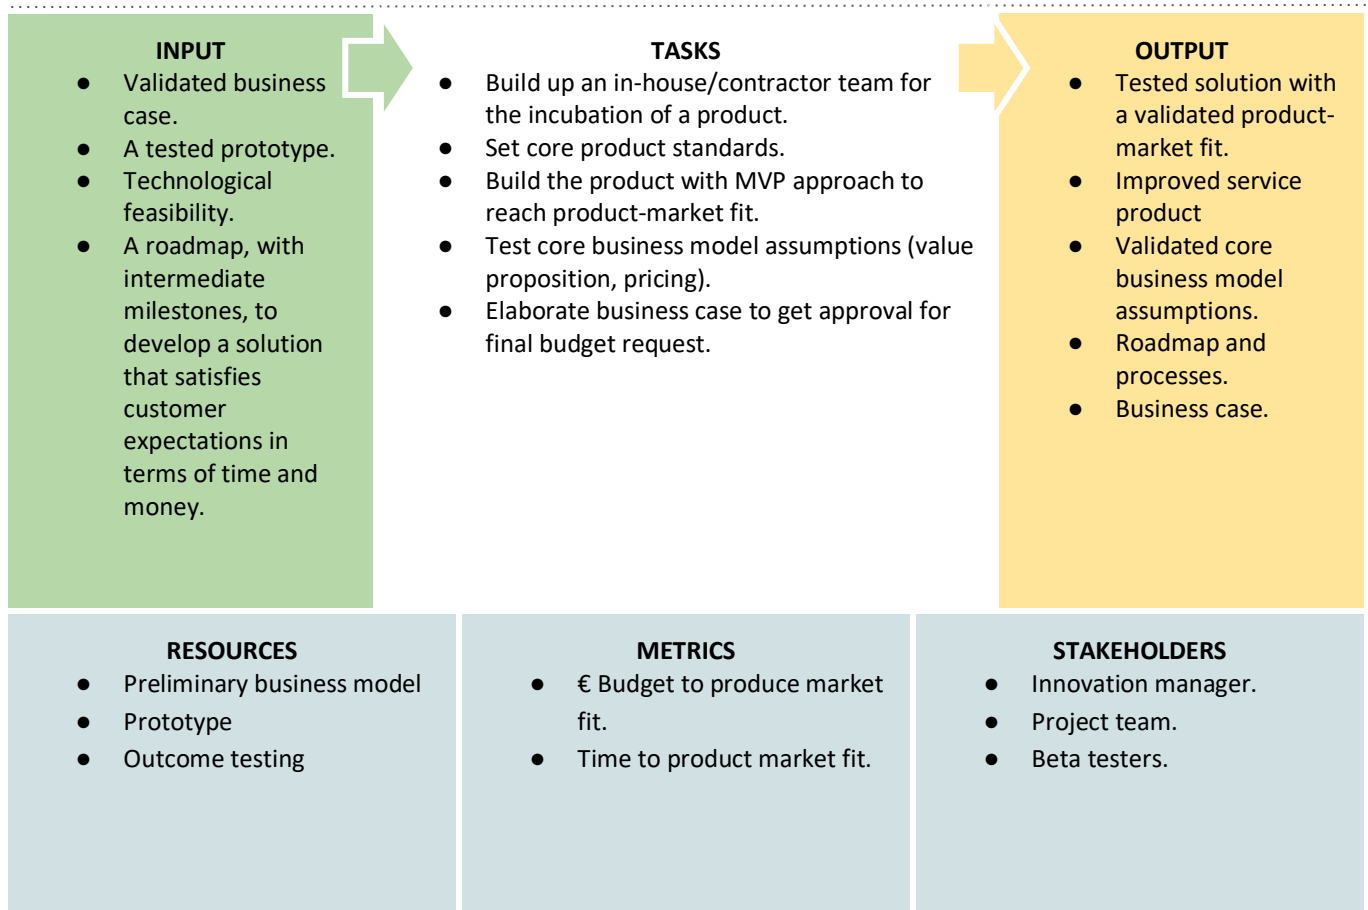 INPUT
● Validated business
case.
● A tested prototype.
● Technological
feasibility.
● A roadmap, with
intermediate
milestones, to
develop a solution
that satisfies
customer
expectations in
terms of time and
money.
TASKS
● Build up an in-house/contractor team for
the incubation of a product.
● Set core product standards.
● Build the product with MVP approach to
reach product-market fit.
● Test core business model assumptions (value
proposition, pricing).
● Elaborate business case to get approval for
final budget request.
OUTPUT
● Tested solution with
a validated product-
market fit.
● Improved service
product
● Validated core
business model
assumptions.
● Roadmap and
processes.
● Business case.
RESOURCES
● Preliminary business model
● Prototype
● Outcome testing
METRICS
● € Budget to produce market
fit.
● Time to product market fit.
STAKEHOLDERS
● Innovation manager.
● Project team.
● Beta testers.